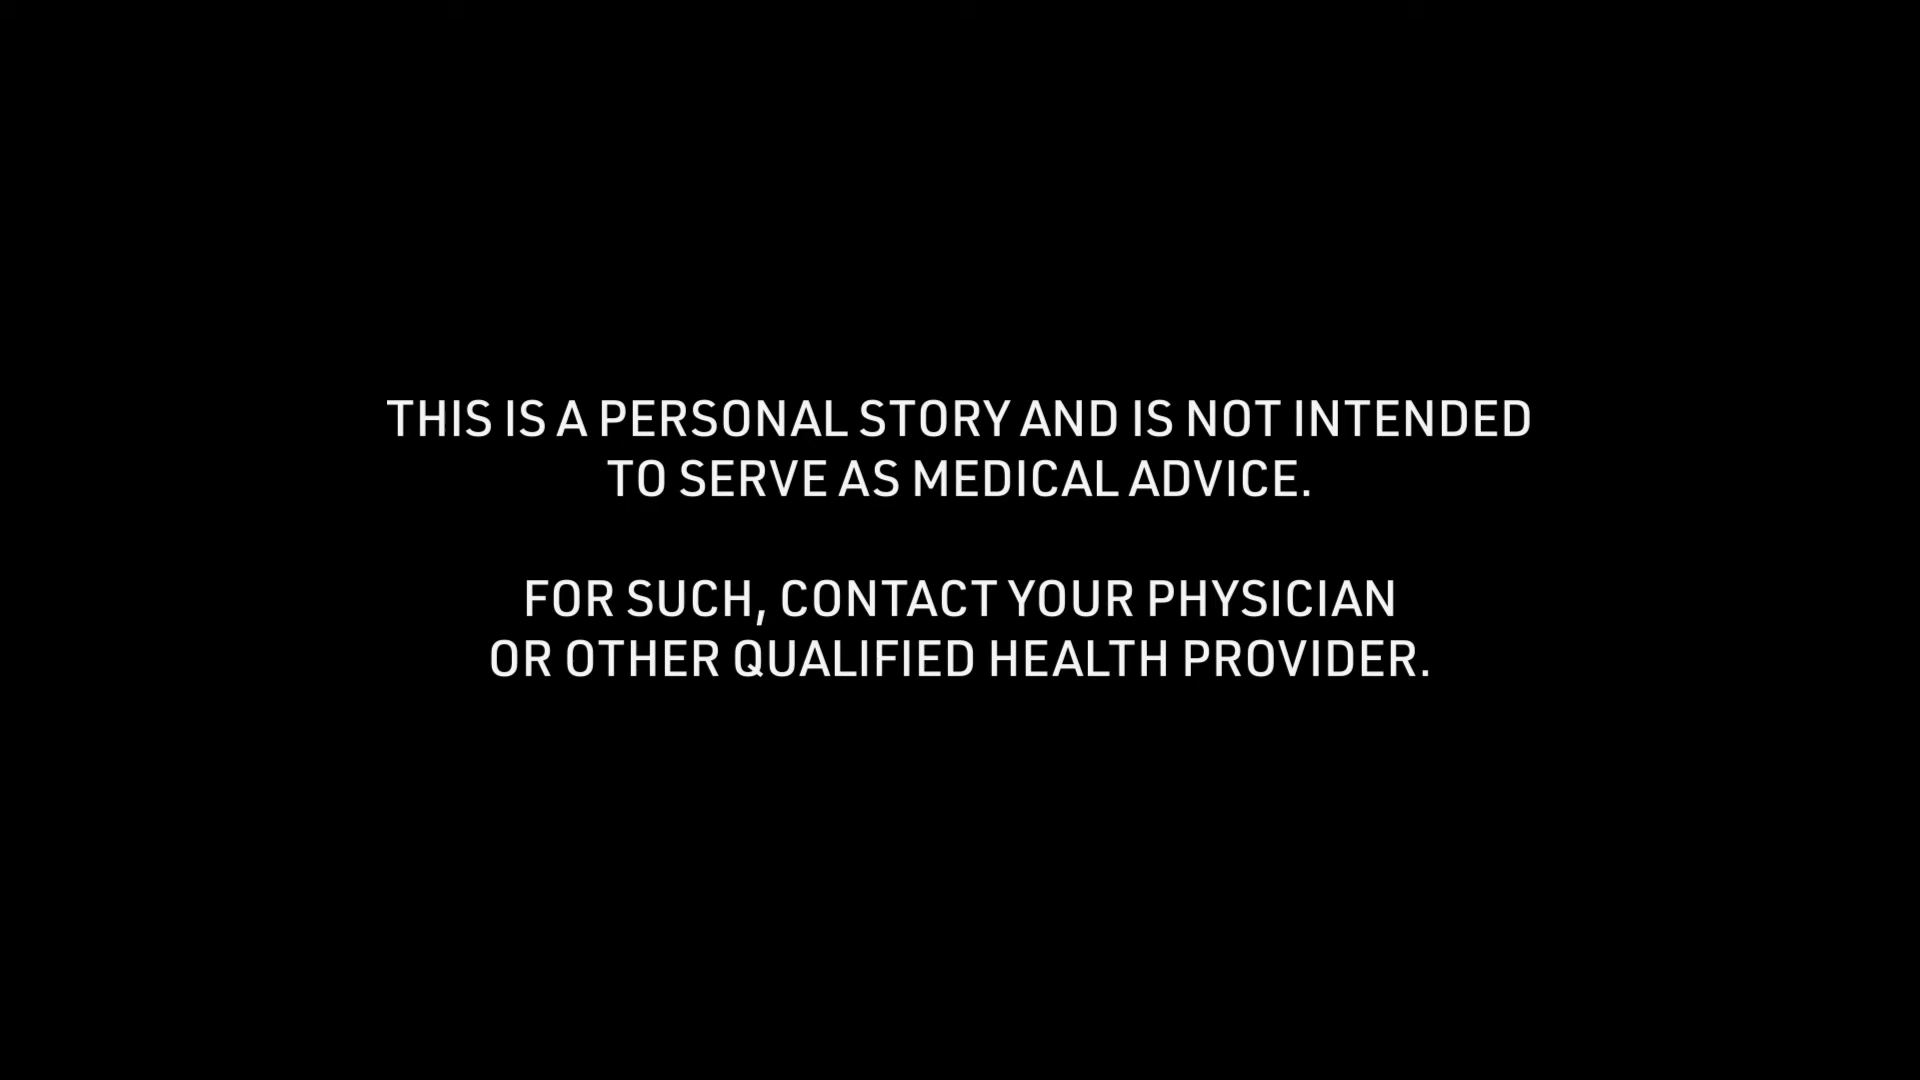 THIS IS A PERSONAL STORY AND IS NOT INTENDED
TO SERVE AS MEDICAL ADVICE.
FOR SUCH, CONTACT YOUR PHYSICIAN
OR OTHER QUALIFIED HEALTH PROVIDER.